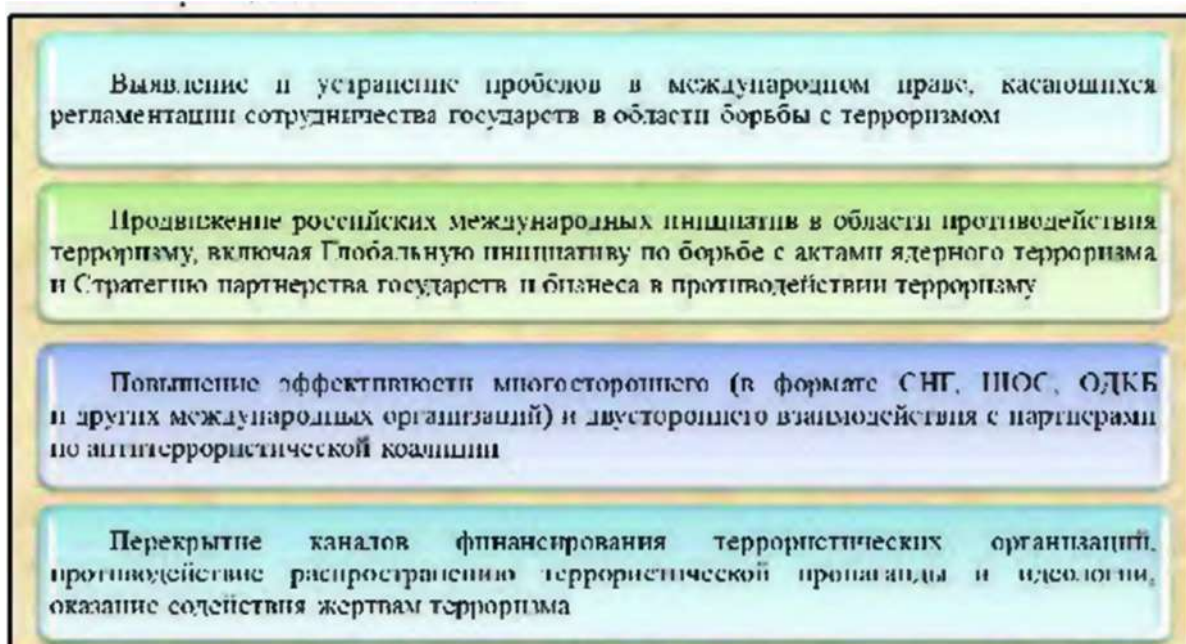 Выявление и устранение пробелов в международном праве, касающихся
регламентации сотрудничества государств в области борьбы с терроризмом
Продвижение российских международных инициатив в области противодействия
терроризму, включая Глобальную инициативу по борьбе с актами ядерного терроризма
и Стратегию партнерства государств и бизнеса в противодействии терроризму
Повышение эффективности многостороннего (в формате СНГ, ШОС, ОДКБ
и других международных организаций) и двустороннего взаимодействия с партнерами
по антитеррористической коалиции
Перекрытие каналов финансирования террористических организаций,
противодействие распространению террористической пропаганды и идеологии,
оказание содействия жертвам терроризма